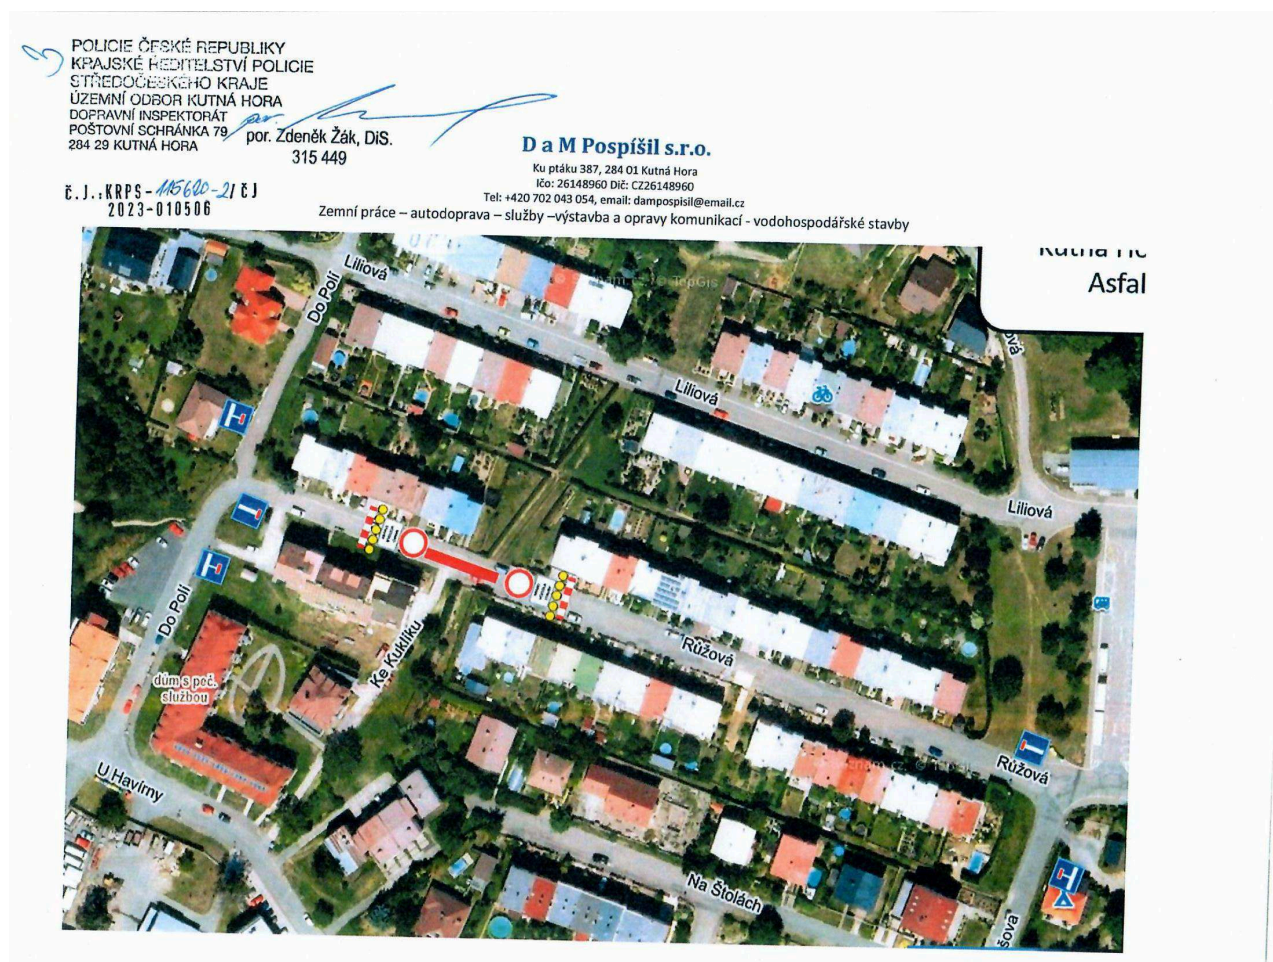 POLICIE ČESKÉ REPUBLIKY
KRAJSKÉ ŘEDITELSTVÍ POLICIE
STŘEDOČESKÉHO KRAJE
ÚZEMNÍ ODBOR KUTNÁ HORA
DOPRAVNÍ INSPEKTORÁT
POŠTOVNÍ SCHRÁNKA 79
284 29 KUTNÁ HORA
por. Zdeněk Žák, DiS.
315 449
č.J.:KRPS-115620-2/ČJ
2023-010506
D a M Pospíšil s.r.o.
Ku ptáku 387, 284 01 Kutná Hora
Ičo: 26148960 Dič: CZ26148960
Tel: +420 702 043 054, email: dampospisil@email.cz
Zemní práce – autodoprava – služby –výstavba a opravy komunikací - vodohospodářské stavby
Asfal
Liliová
Do Polí
© TopGis
Liliová
Liliová
Do Polí
Ke Kuklíku
Růžová
dům s peč.
službou
Růžová
U Havírny
Na Štolách
šova